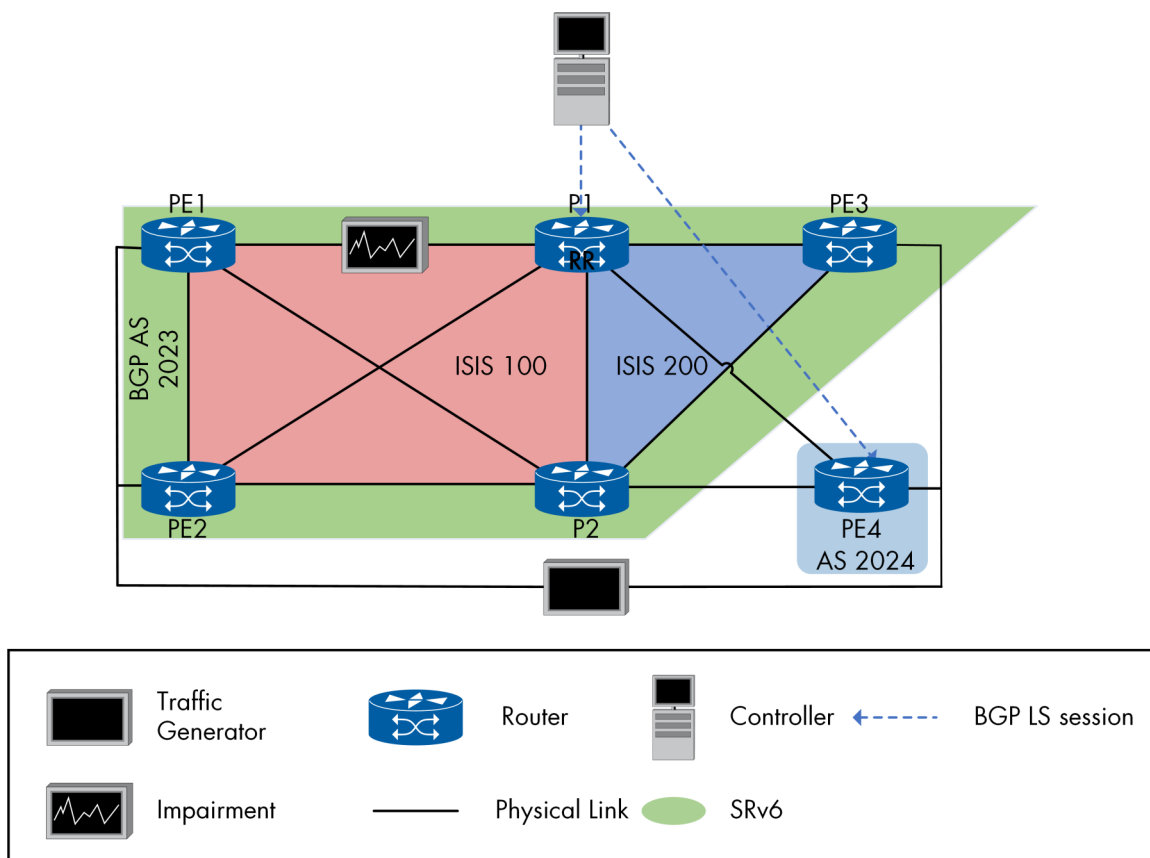 PE1
P1
PE3
RR
BGP AS
2023
ISIS 100
ISIS 200
PE2
P2
PE4
AS 2024
Traffic
Generator
Router
Controller
BGP LS session
Impairment
Physical Link
SRv6